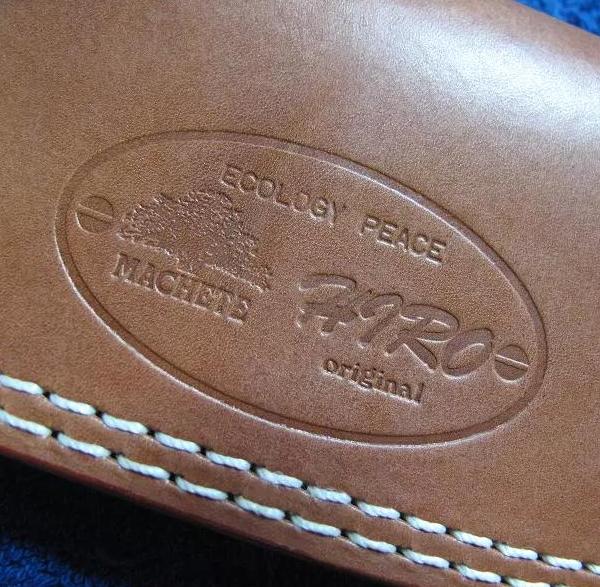 ECOLOGY PEACE
MACHETE
HIRO
original